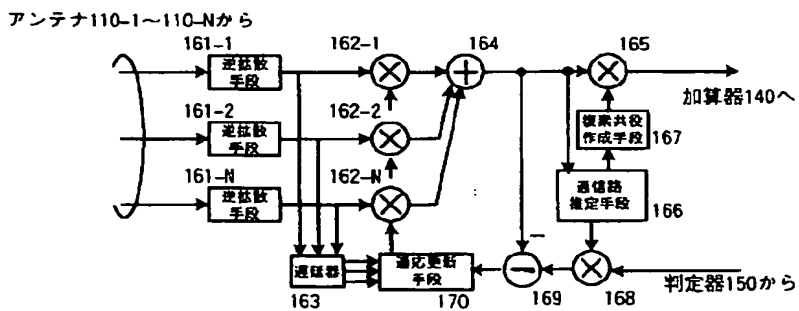 アンテナ110-1～110-Nから
161-1
162-1
164
165
逆拡散
手段
加算器140へ
161-2
162-2
複素共役
作成手段
167
逆拡散
手段
161-N
162-N
逆拡散
手段
通信路
推定手段
166
遅延器
適応更新
手段
判定器150から
163
170
169
168